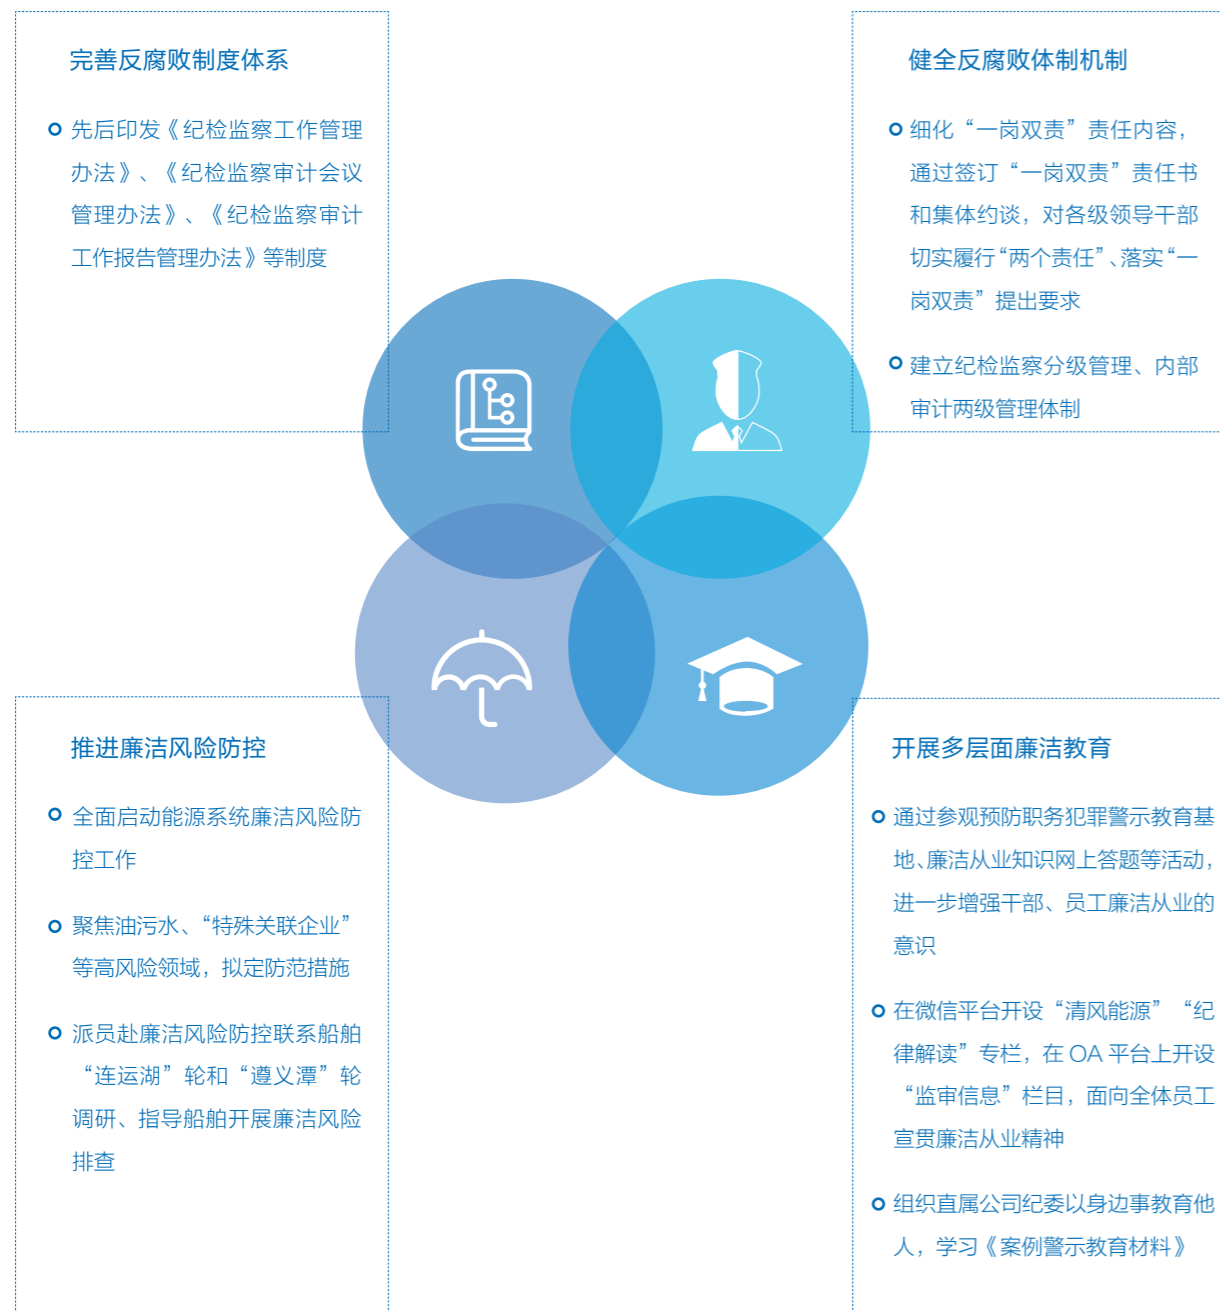 完善反腐败制度体系
先后印发《纪检监察工作管理
办法》、《纪检监察审计会议
管理办法》、《纪检监察审计
工作报告管理办法》等制度
健全反腐败体制机制
细化“一岗双责”责任内容，
通过签订“一岗双责”责任书
和集体约谈，对各级领导干部
切实履行“两个责任”、落实“一
岗双责”提出要求
建立纪检监察分级管理、内部
审计两级管理体制
推进廉洁风险防控
全面启动能源系统廉洁风险防
控工作
聚焦油污水、“特殊关联企业”
等高风险领域，拟定防范措施
派员赴廉洁风险防控联系船舶
“连运湖”轮和“遵义潭”轮
调研、指导船舶开展廉洁风险
排查
开展多层面廉洁教育
通过参观预防职务犯罪警示教育基
地、廉洁从业知识网上答题等活动，
进一步增强干部、员工廉洁从业的
意识
在微信平台开设“清风能源”“纪
律解读”专栏，在 OA 平台上开设
“监审信息”栏目，面向全体员工
宣贯廉洁从业精神
组织直属公司纪委以身边事教育他
人，学习《案例警示教育材料》